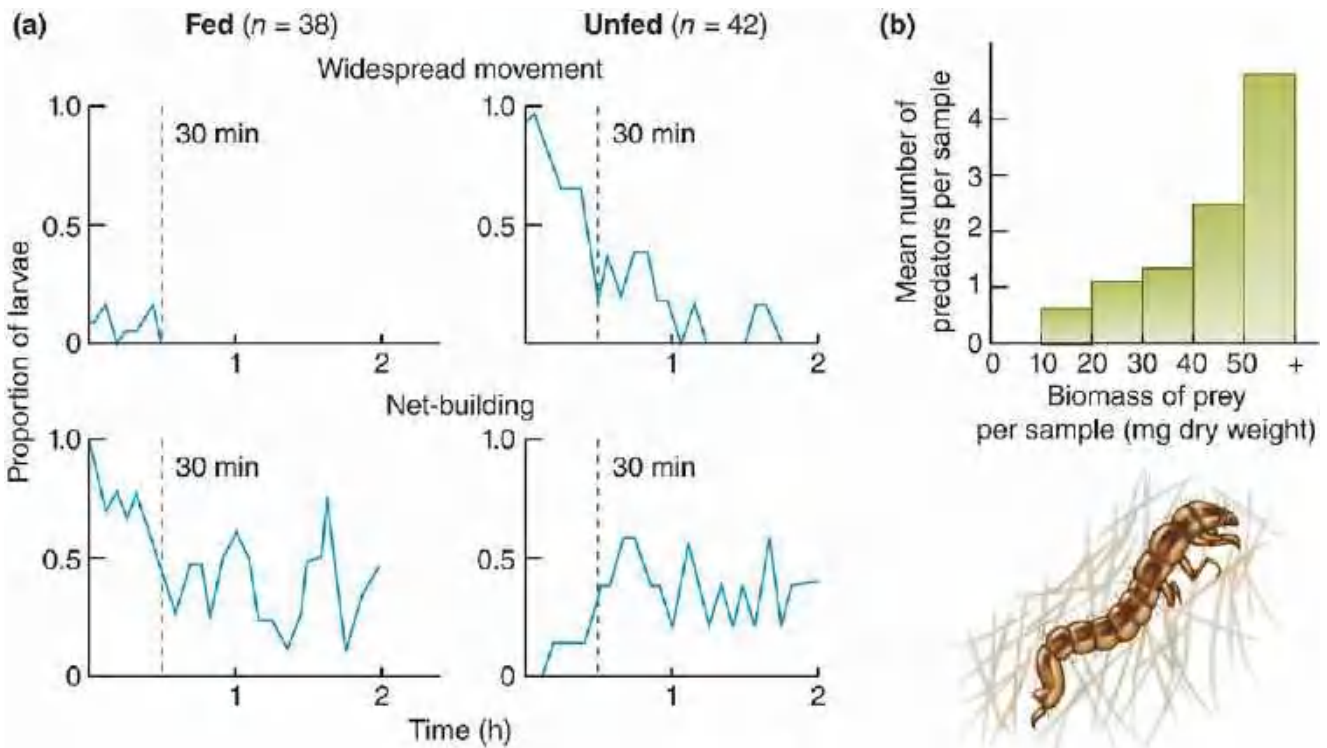 (a)
Fed (n = 38)
Unfed (n = 42)
Widespread movement
Proportion of larvae
1.0
0.5
0
30 min
1
2
1.0
0.5
0
30 min
1
2
Net-building
1.0
0.5
0
30 min
1
2
1.0
0.5
0
30 min
1
2
Time (h)
(b)
Mean number of
predators per sample
4
3
2
1
0
0 10 20 30 40 50 +
Biomass of prey
per sample (mg dry weight)